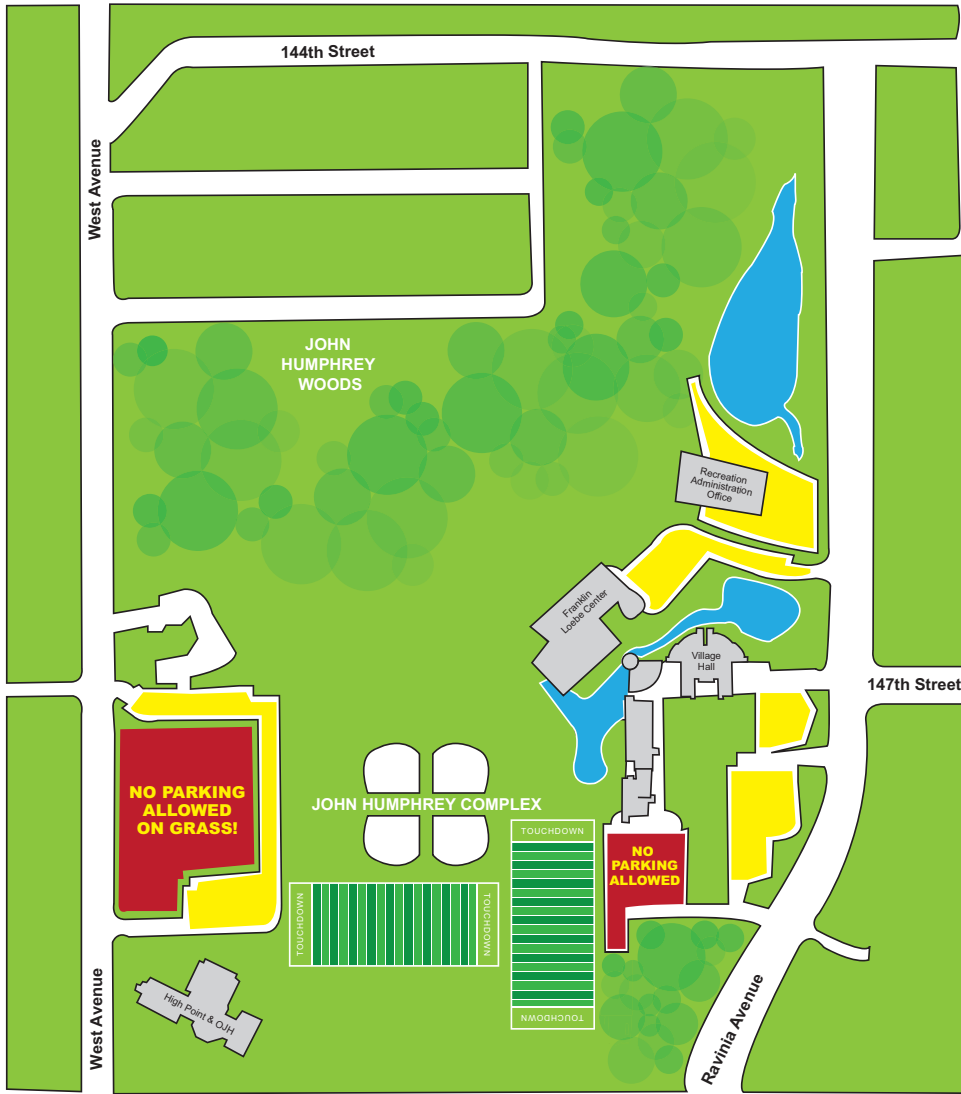 144th Street
West Avenue
JOHN
HUMPHREY
WOODS
Recreation
Administration
Office
Franklin
Loebe Center
Village
Hall
147th Street
NO PARKING
ALLOWED
ON GRASS!
JOHN HUMPHREY COMPLEX
TOUCHDOWN
NO
PARKING
ALLOWED
TOUCHDOWN
TOUCHDOWN
TOUCHDOWN
High Point & OJH
West Avenue
Ravinia Avenue